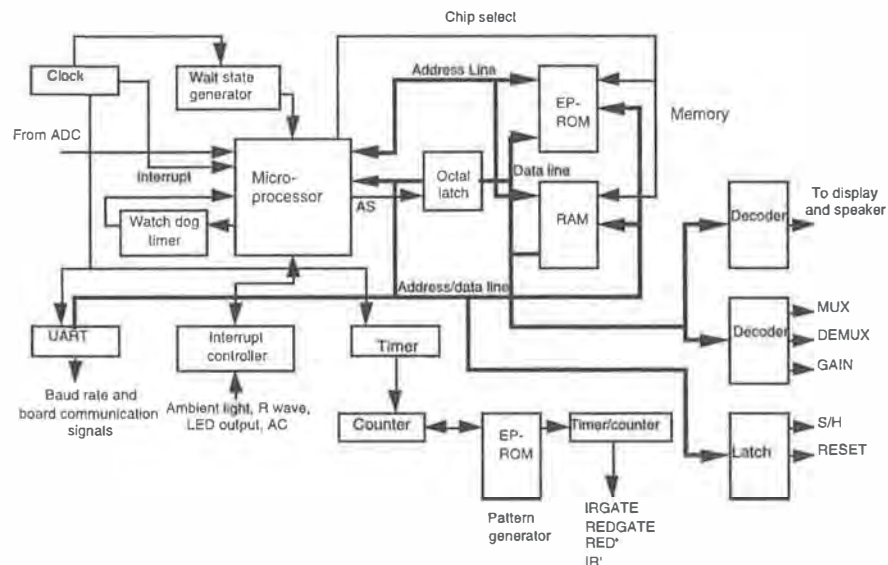 Chip select
Clock
Wait state
generator
Address Line
EP-
ROM
Memory
From ADC
Interrupt
Micro-
processor
Octal
latch
Data line
AS
RAM
Watch dog
timer
Decoder
To display
and speaker
Address/data line
UART
Interrupt
controller
Timer
Decoder
MUX
DEMUX
GAIN
Baud rate and
board communication
signals
Ambient light, R wave,
LED output, AC
Counter
EP-
ROM
Timer/counter
Latch
S/H
RESET
Pattern
generator
IRGATE
REDGATE
RED*
IR'